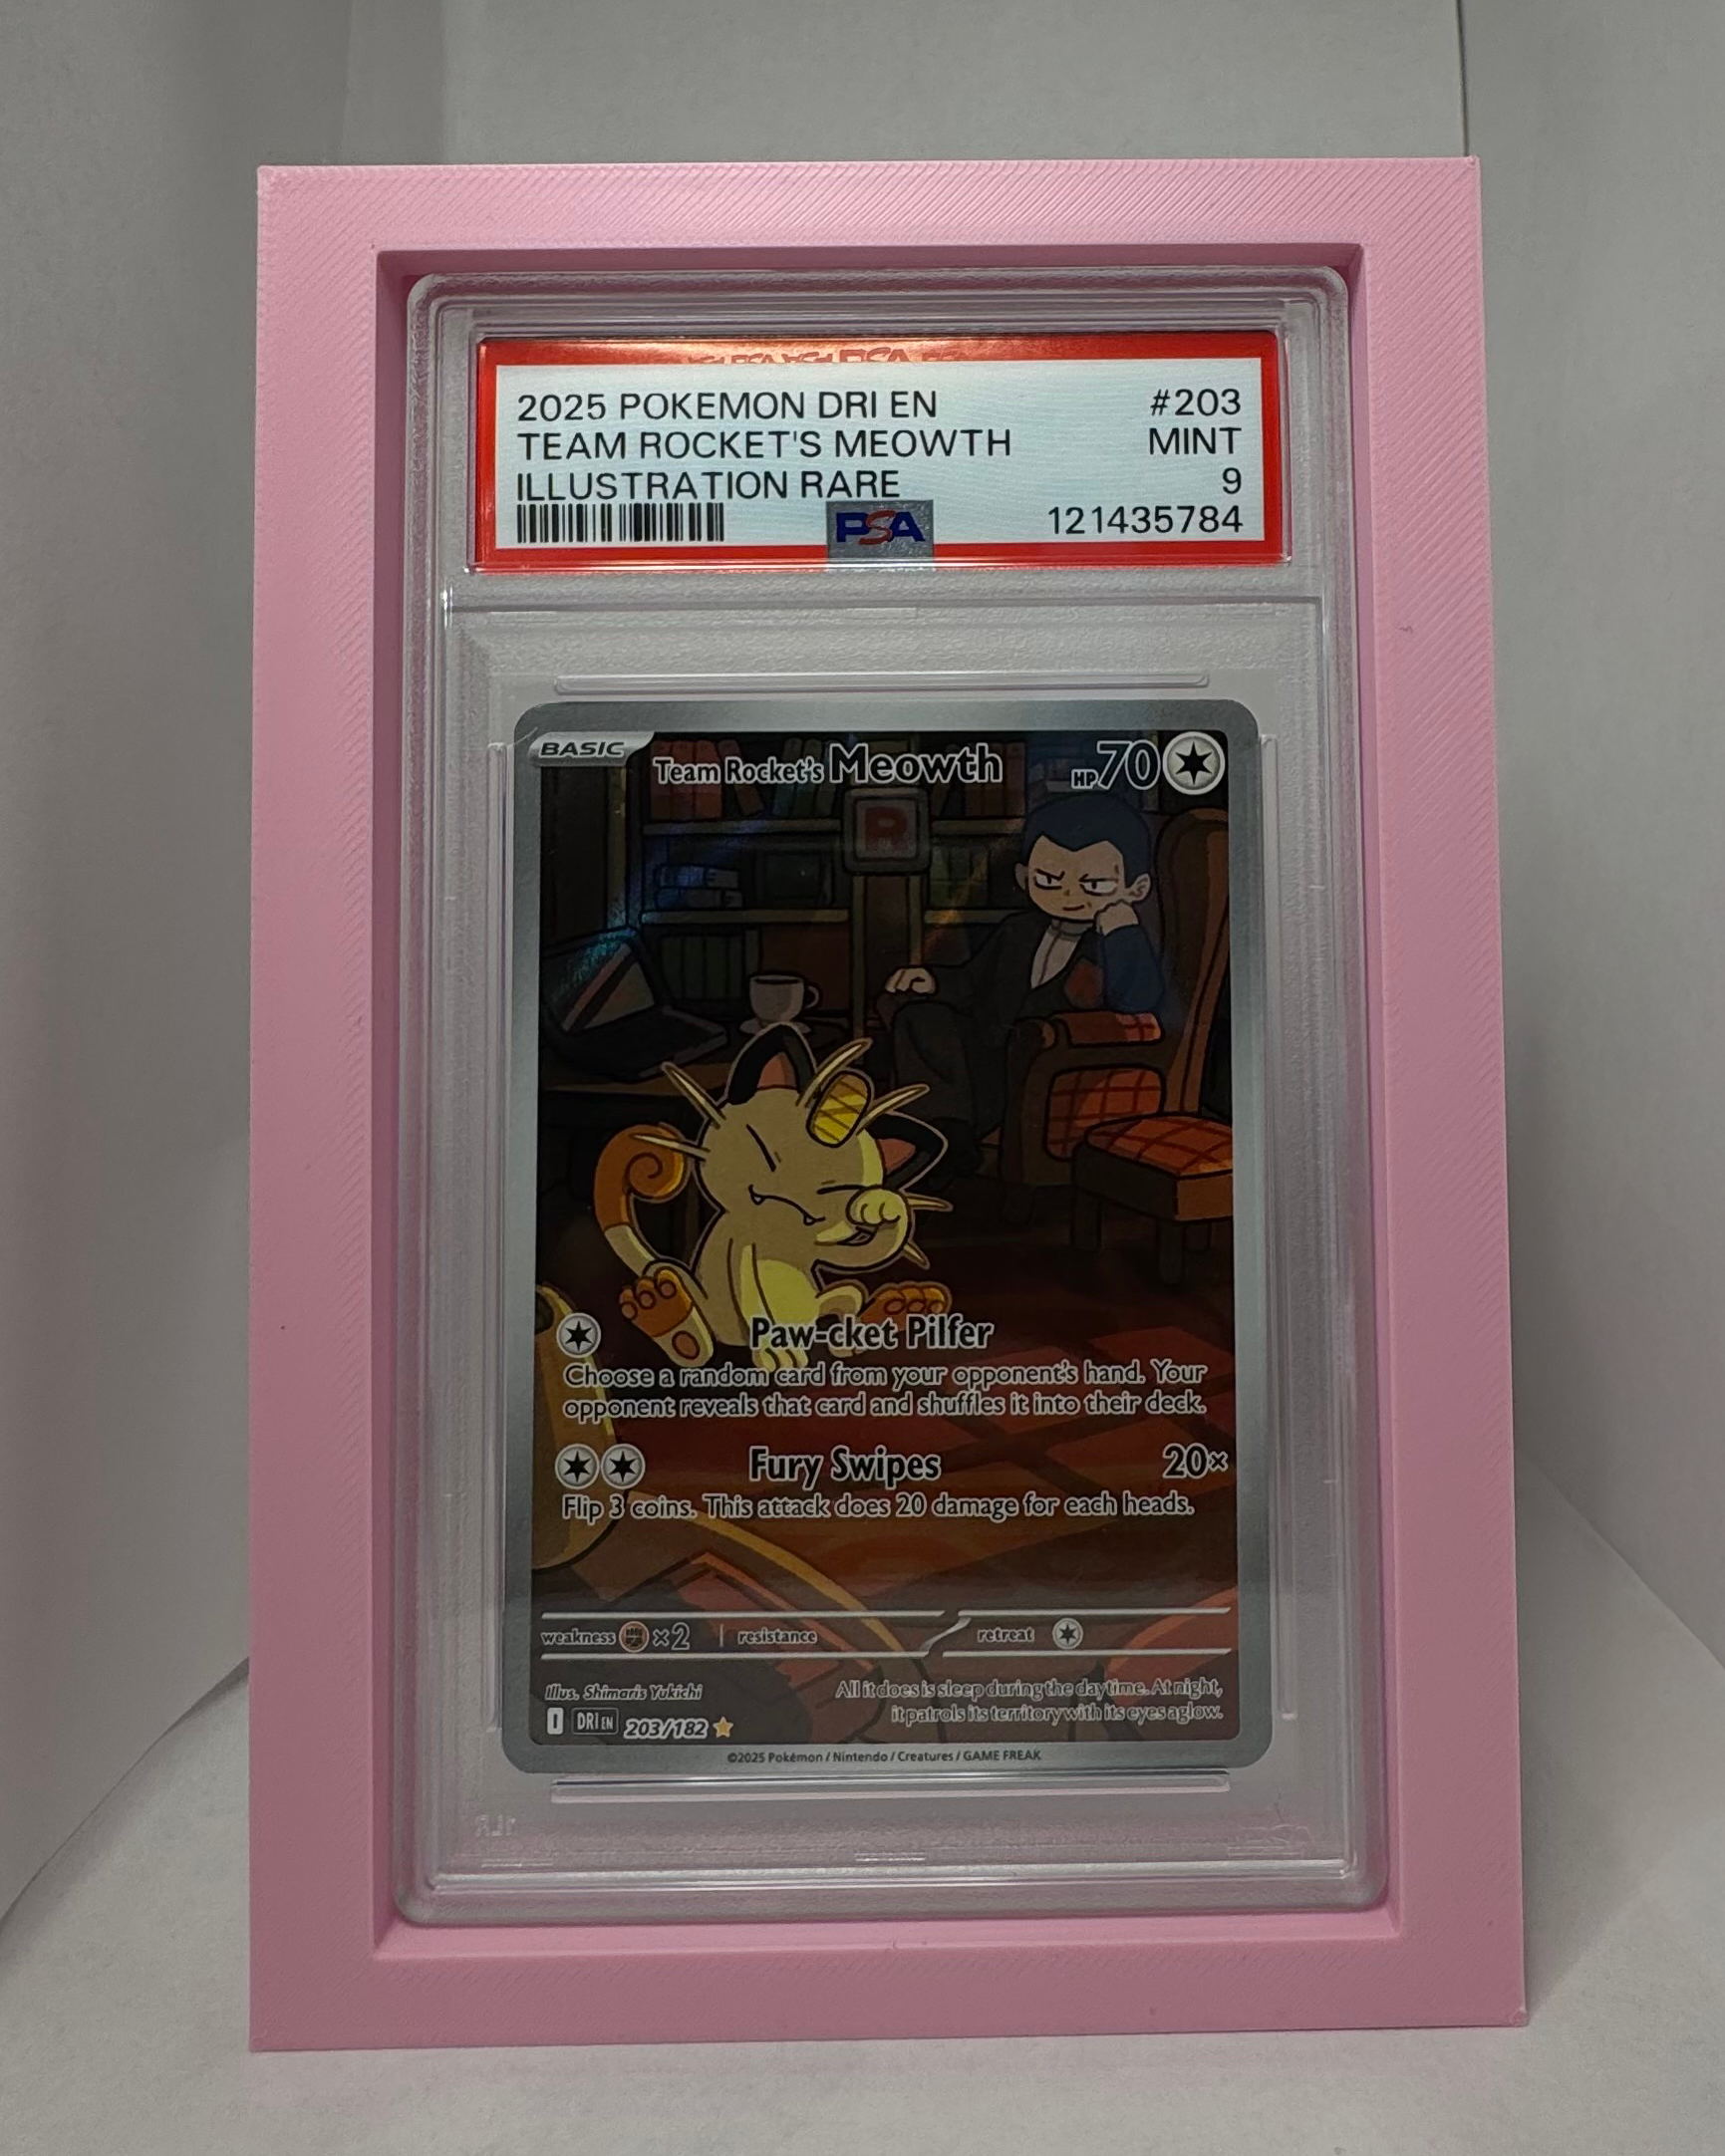 2025 POKEMON DRI EN #203
TEAM ROCKET'S MEOWTH MINT
ILLUSTRATION RARE 9
PSA 121435784
BASIC Team Rocket's Meowth HP 70
R
Paw-cket Pilfer
Choose a random card from your opponent's hand. Your
opponent reveals that card and shuffles it into their deck.
Fury Swipes 20×
Flip 3 coins. This attack does 20 damage for each heads.
weakness ×2 resistance retreat
Illus. Shimaris Yukichi
All it does is sleep during the daytime. At night,
it patrols its territory with its eyes aglow.
I DRI EN 203/182
©2025 Pokémon / Nintendo / Creatures / GAME FREAK